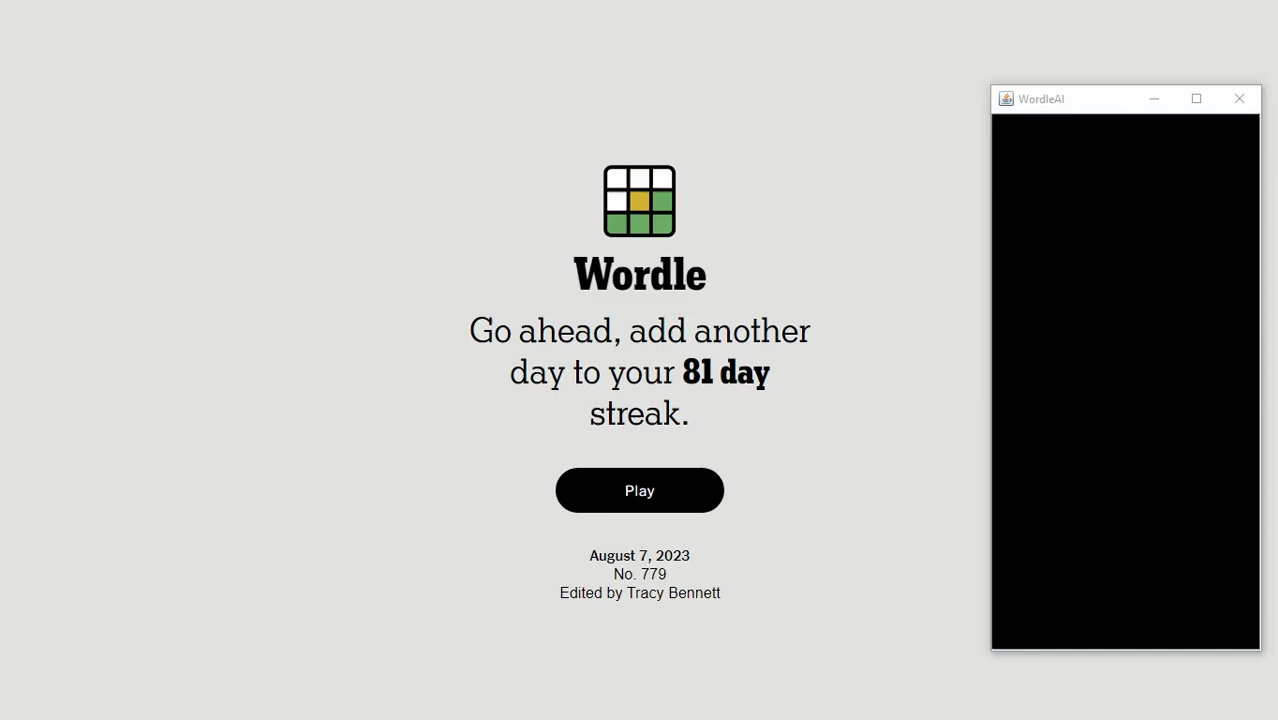 WordleAI
Wordle
Go ahead, add another
day to your 81 day
streak.
Play
August 7, 2023
No. 779
Edited by Tracy Bennett